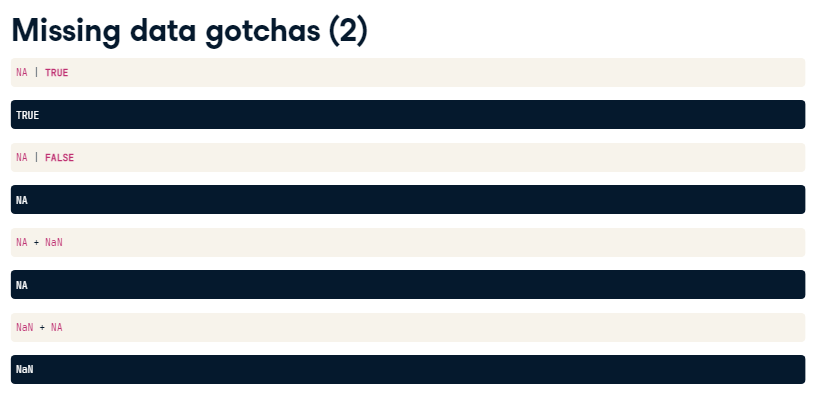 Missing data gotchas (2)
NA | TRUE
TRUE
NA | FALSE
NA
NA + NaN
NA
NaN + NA
NaN